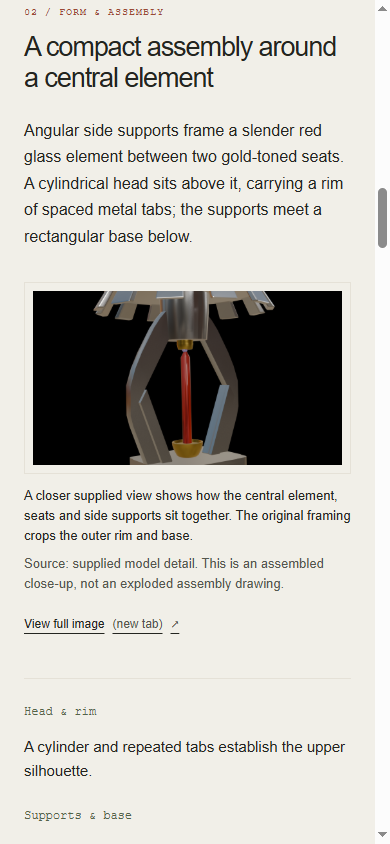 02 / FORM & ASSEMBLY
A compact assembly around
a central element
Angular side supports frame a slender red
glass element between two gold-toned seats.
A cylindrical head sits above it, carrying a rim
of spaced metal tabs; the supports meet a
rectangular base below.
A closer supplied view shows how the central element,
seats and side supports sit together. The original framing
crops the outer rim and base.
Source: supplied model detail. This is an assembled
close-up, not an exploded assembly drawing.
View full image (new tab) ↗
Head & rim
A cylinder and repeated tabs establish the upper
silhouette.
Supports & base